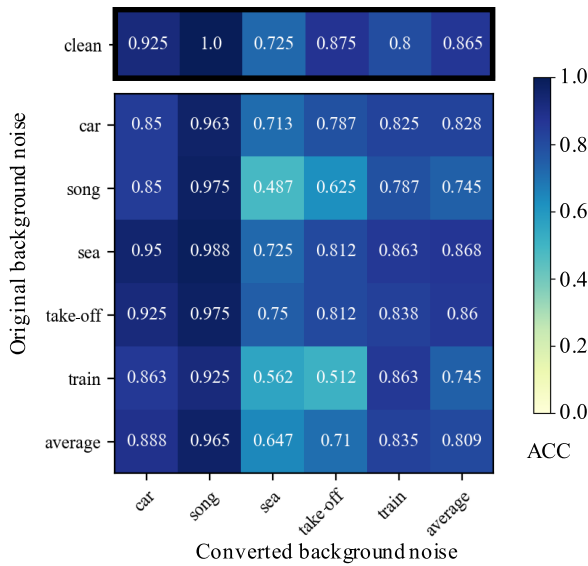 clean 0.925 1.0 0.725 0.875 0.8 0.865
Original background noise
car 0.85 0.963 0.713 0.787 0.825 0.828
song 0.85 0.975 0.487 0.625 0.787 0.745
sea 0.95 0.988 0.725 0.812 0.863 0.868
take-off 0.925 0.975 0.75 0.812 0.838 0.86
train 0.863 0.925 0.562 0.512 0.863 0.745
average 0.888 0.965 0.647 0.71 0.835 0.809
car song sea take-off train average
Converted background noise
1.0
0.8
0.6
0.4
0.2
0.0
ACC